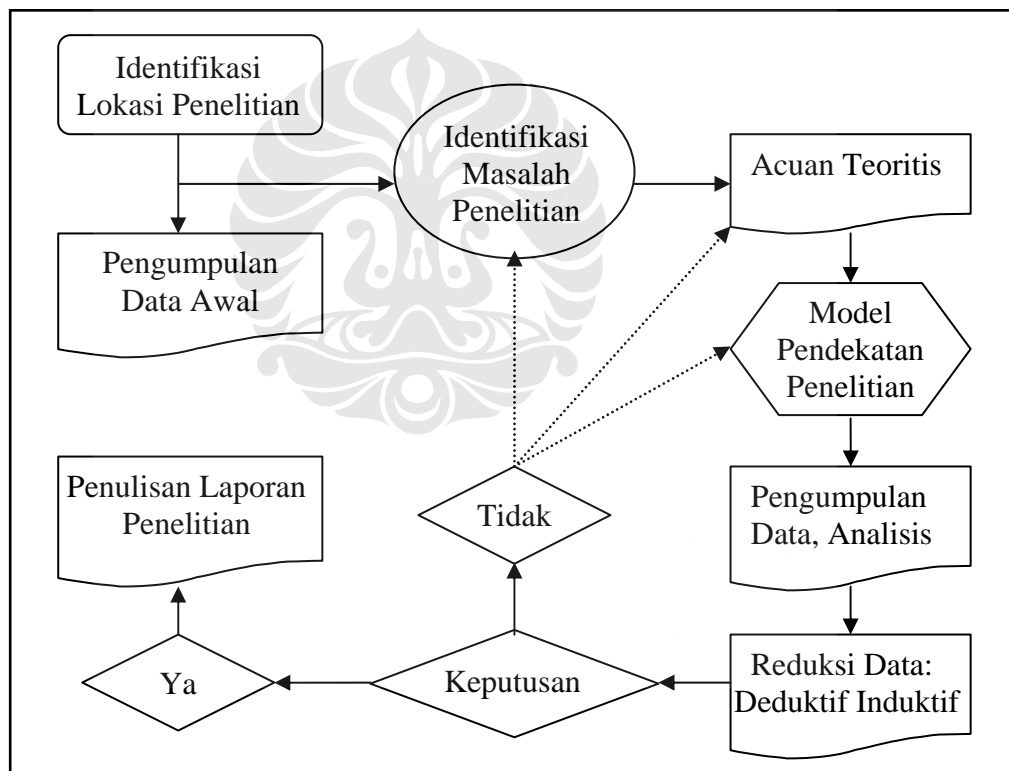 Identifikasi
Lokasi Penelitian
Identifikasi
Masalah
Penelitian
Acuan Teoritis
Pengumpulan
Data Awal
Model
Pendekatan
Penelitian
Penulisan Laporan
Penelitian
Tidak
Pengumpulan
Data, Analisis
Ya
Keputusan
Reduksi Data:
Deduktif Induktif